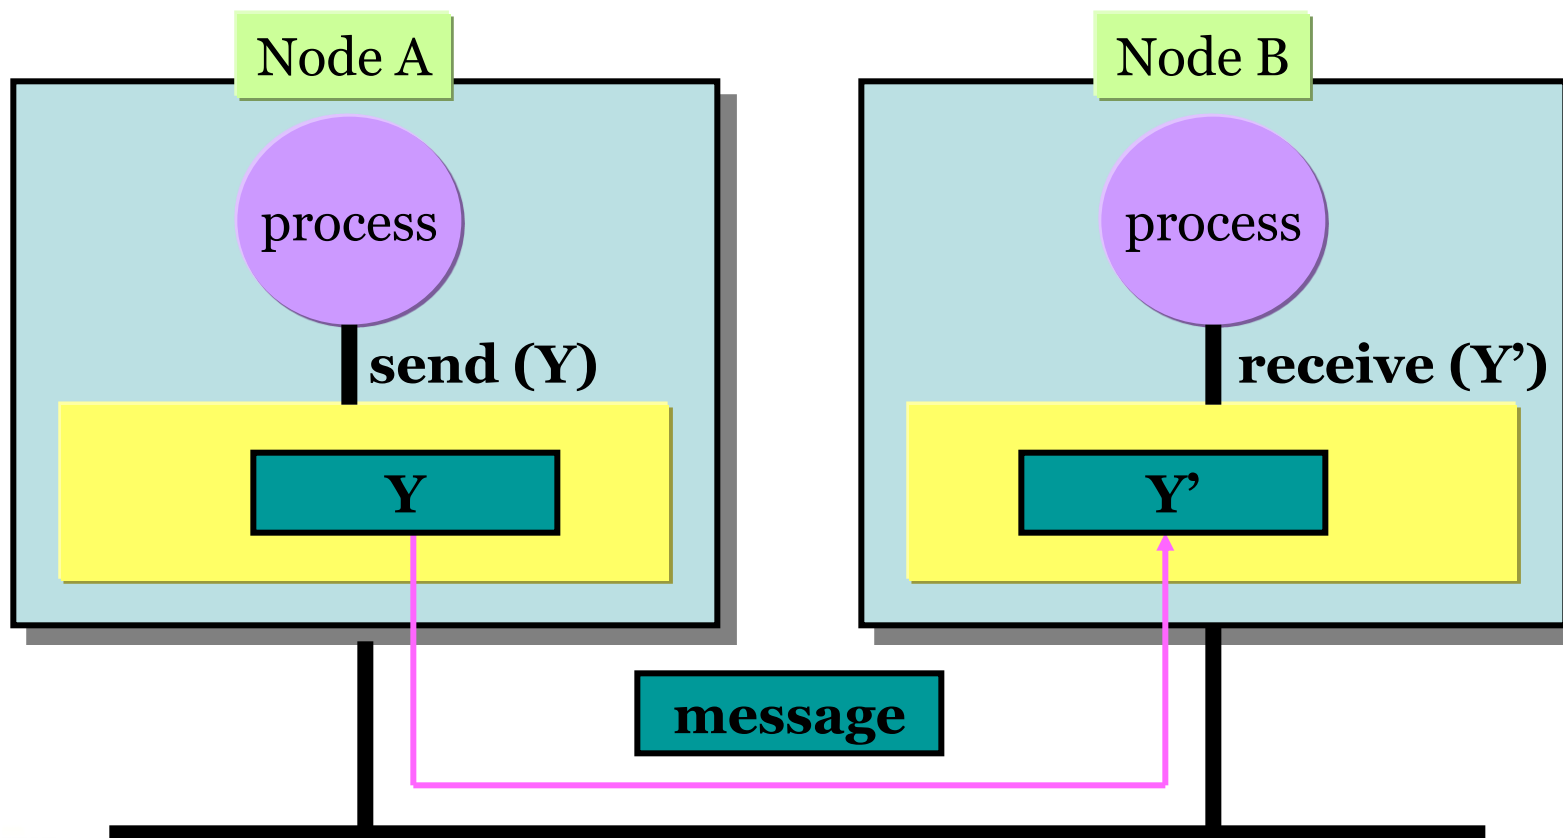 Node A
Node B
process
process
send (Y)
receive (Y’)
Y
Y’
message